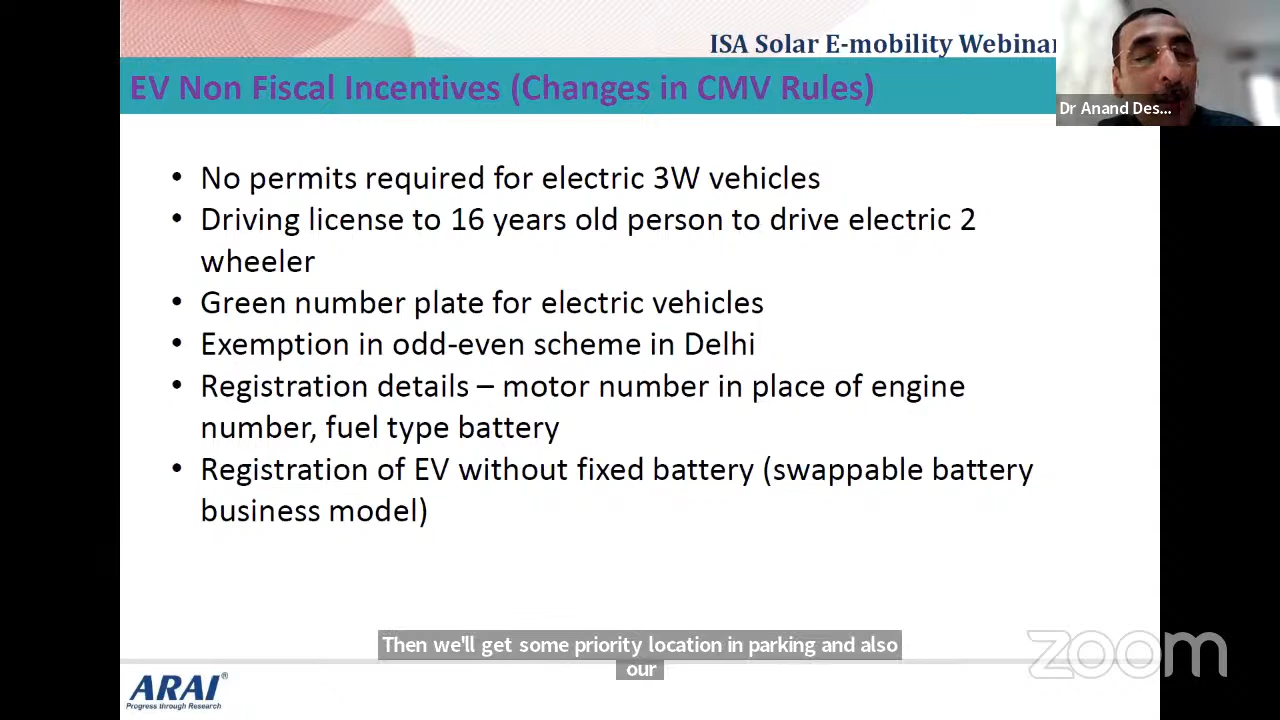 ISA Solar E-mobility Webinar
EV Non Fiscal Incentives (Changes in CMV Rules)
Dr Anand Des...
• No permits required for electric 3W vehicles
• Driving license to 16 years old person to drive electric 2
wheeler
• Green number plate for electric vehicles
• Exemption in odd-even scheme in Delhi
• Registration details – motor number in place of engine
number, fuel type battery
• Registration of EV without fixed battery (swappable battery
business model)
Then we'll get some priority location in parking and also
our
zoom
ARAI®
Progress through Research